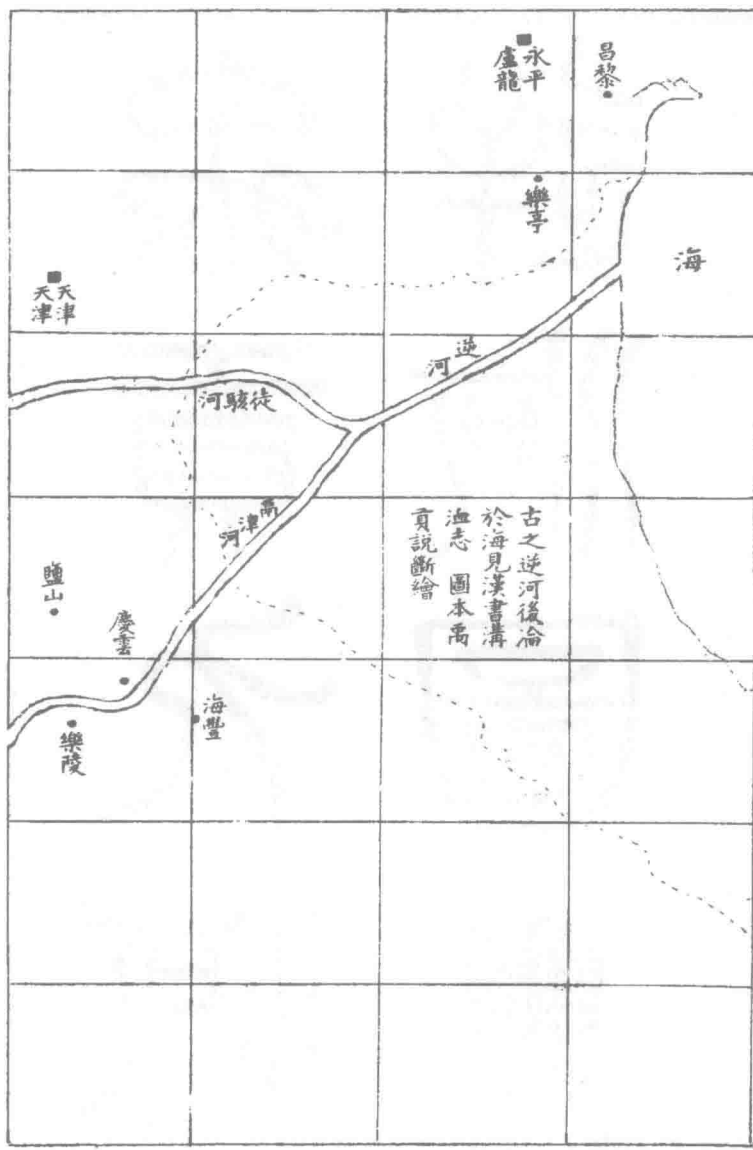 昌黎
永平
盧龍
樂亭
海
天津
天津
逆河
徒駭河
鬲津河
古之逆河後淪
於海見漢書溝
洫志 圖本禹
貢說斷繪
鹽山
慶雲
海豐
樂陵